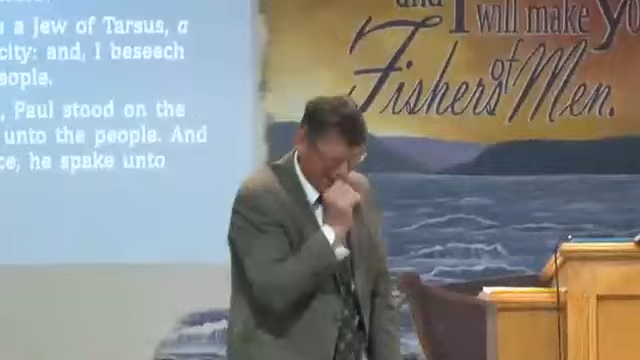 s a Jew of Tarsus, a
city: and, I beseech
eople.
, Paul stood on the
unto the people. And
ce, he spake unto
and I will make yo
Fishers of Men.